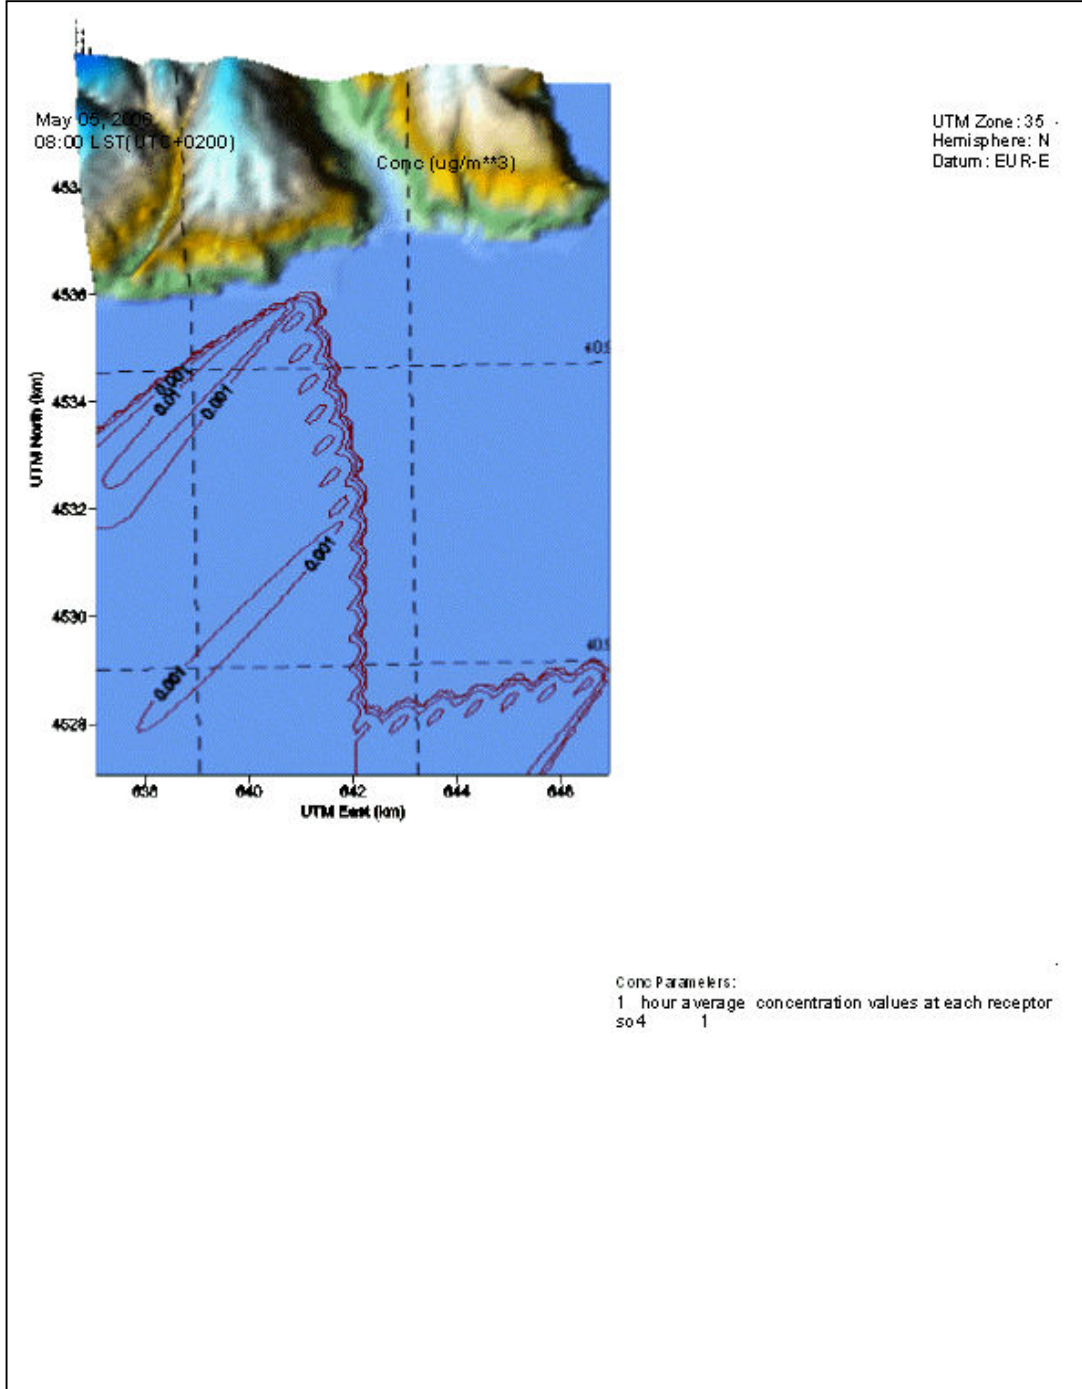 May 05, 2006
08:00 LST(UTC+0200)
UTM Zone: 35
Hemisphere: N
Datum: EUR-E
Conc (ug/m**3)
4536
4534
4532
4530
4528
UTM North (km)
0.001
0.01
0.001
0.001
0.001
638
640
642
644
646
UTM East (km)
Conc Parameters:
1 hour average concentration values at each receptor
so4 1